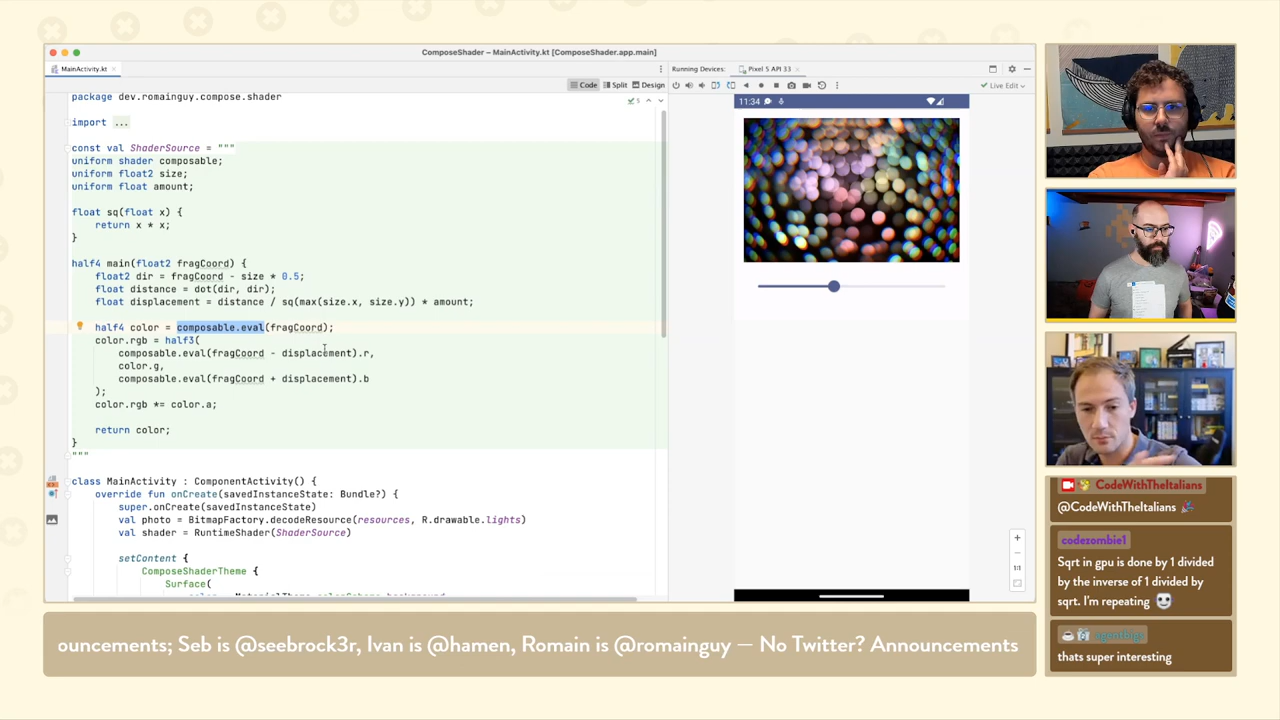 ComposeShader – MainActivity.kt [ComposeShader.app.main]
MainActivity.kt
Code Split Design
5
package dev.romainguy.compose.shader
import ...
const val ShaderSource = """
uniform shader composable;
uniform float2 size;
uniform float amount;
float sq(float x) {
return x * x;
}
half4 main(float2 fragCoord) {
float2 dir = fragCoord - size * 0.5;
float distance = dot(dir, dir);
float displacement = distance / sq(max(size.x, size.y)) * amount;
half4 color = composable.eval(fragCoord);
color.rgb = half3(
composable.eval(fragCoord - displacement).r,
color.g,
composable.eval(fragCoord + displacement).b
);
color.rgb *= color.a;
return color;
}
"""
class MainActivity : ComponentActivity() {
override fun onCreate(savedInstanceState: Bundle?) {
super.onCreate(savedInstanceState)
val photo = BitmapFactory.decodeResource(resources, R.drawable.lights)
val shader = RuntimeShader(ShaderSource)
setContent {
ComposeShaderTheme {
Surface(
Running Devices: Pixel 5 API 33
Live Edit
11:34
1:1
CodeWithTheItalians
@CodeWithTheItalians
codezombie1
Sqrt in gpu is done by 1 divided
by the inverse of 1 divided by
sqrt. I'm repeating
thats super interesting
ouncements; Seb is @seebrock3r, Ivan is @hamen, Romain is @romainguy — No Twitter? Announcements